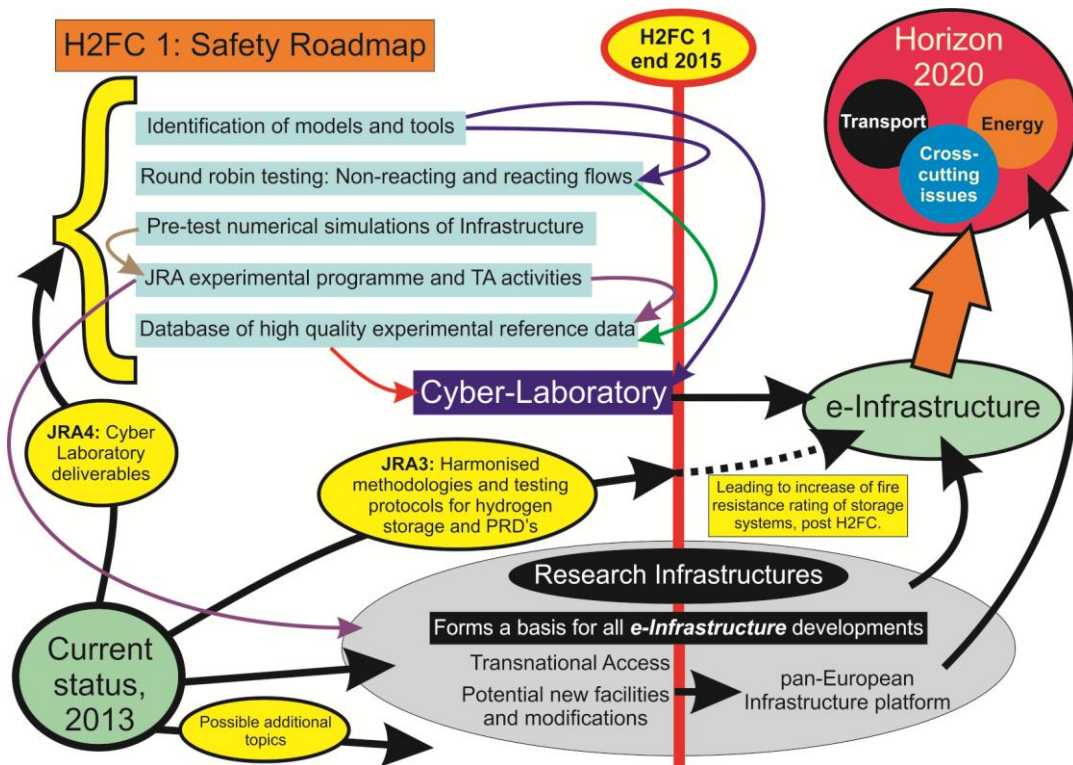 H2FC 1: Safety Roadmap
H2FC 1
end 2015
Horizon
2020
Transport
Energy
Cross-
cutting
issues
Identification of models and tools
Round robin testing: Non-reacting and reacting flows
Pre-test numerical simulations of Infrastructure
JRA experimental programme and TA activities
Database of high quality experimental reference data
Cyber-Laboratory
e-Infrastructure
JRA4: Cyber
Laboratory
deliverables
JRA3: Harmonised
methodologies and testing
protocols for hydrogen
storage and PRD's
Leading to increase of fire
resistance rating of storage
systems, post H2FC.
Research Infrastructures
Forms a basis for all e-Infrastructure developments
Transnational Access
Potential new facilities
and modifications
pan-European
Infrastructure platform
Current
status,
2013
Possible additional
topics